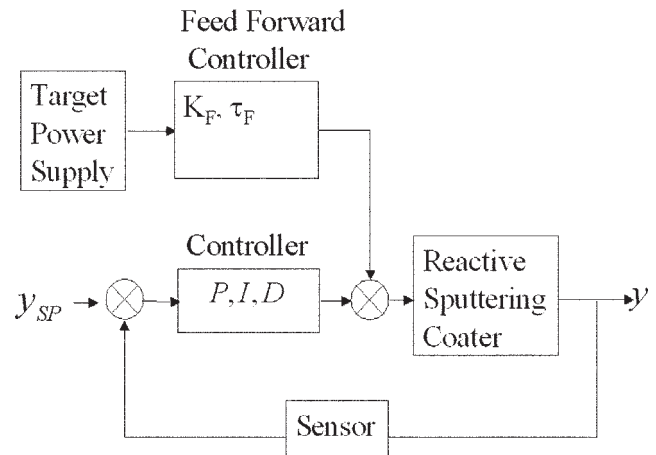 Feed Forward
Controller
Target
Power
Supply
K_F, τ_F
Controller
y_SP
P, I, D
Reactive
Sputtering
Coater
y
Sensor